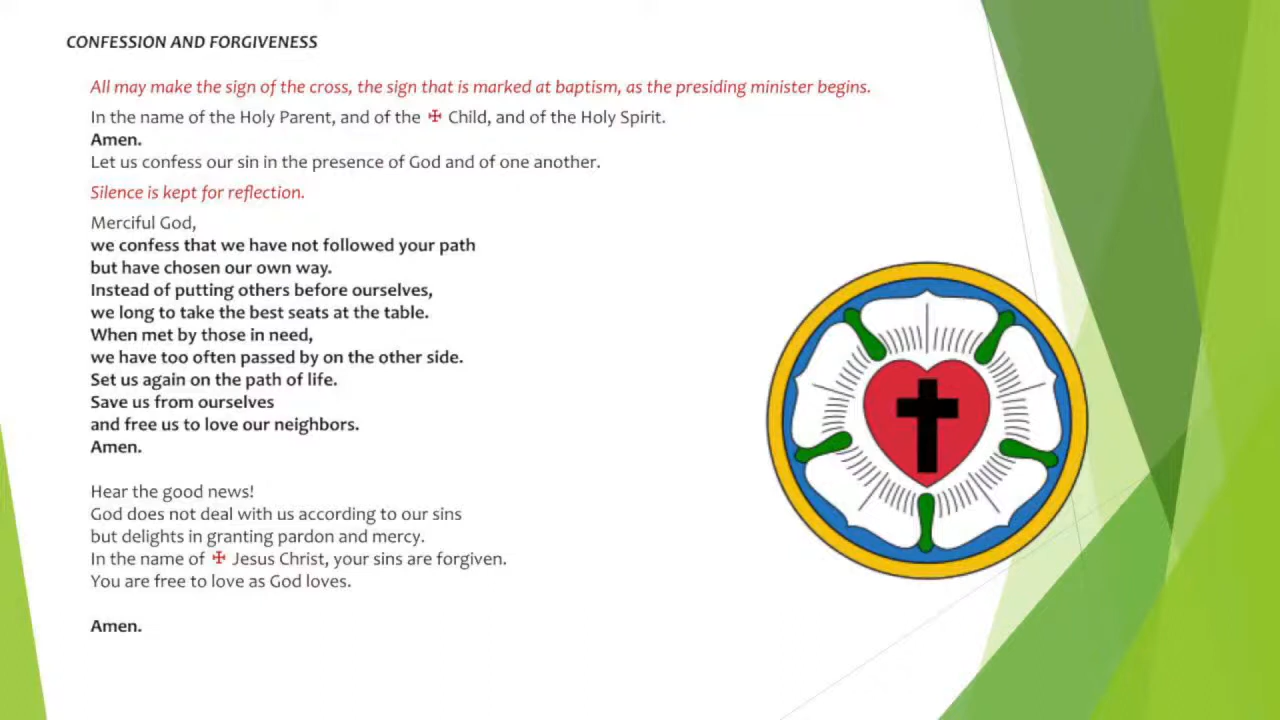 CONFESSION AND FORGIVENESS
All may make the sign of the cross, the sign that is marked at baptism, as the presiding minister begins.
In the name of the Holy Parent, and of the ☩ Child, and of the Holy Spirit.
Amen.
Let us confess our sin in the presence of God and of one another.
Silence is kept for reflection.
Merciful God,
we confess that we have not followed your path
but have chosen our own way.
Instead of putting others before ourselves,
we long to take the best seats at the table.
When met by those in need,
we have too often passed by on the other side.
Set us again on the path of life.
Save us from ourselves
and free us to love our neighbors.
Amen.
Hear the good news!
God does not deal with us according to our sins
but delights in granting pardon and mercy.
In the name of ☩ Jesus Christ, your sins are forgiven.
You are free to love as God loves.
Amen.